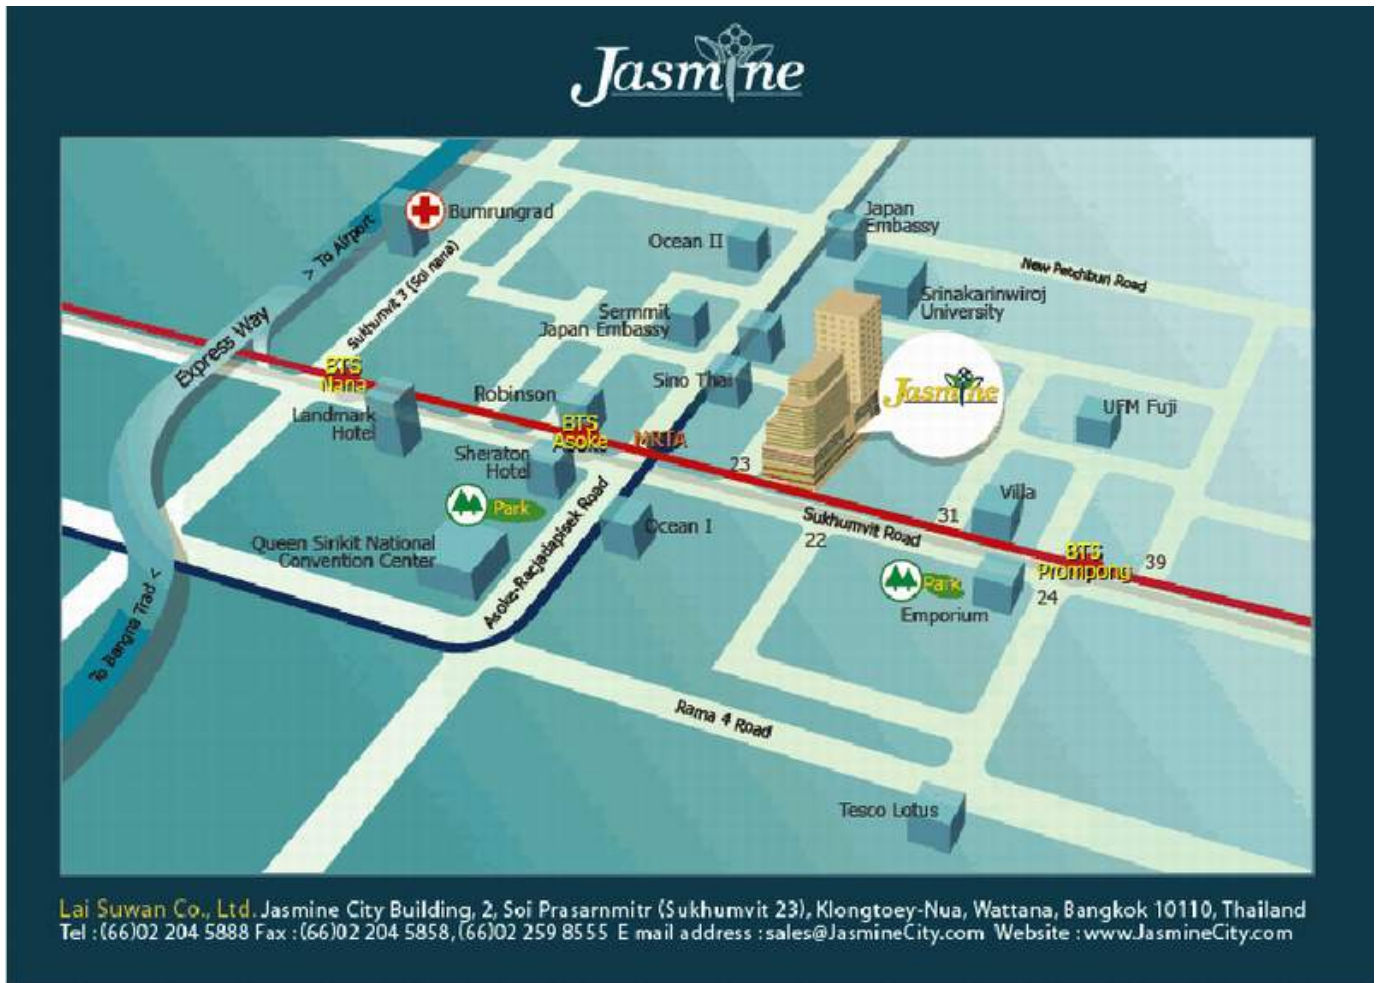 Jasmine
Bumrungrad
Japan
Embassy
> To Airport
Ocean II
New Petchburi Road
Sukhumvit 3 (Soi nana)
Srinakarinwiroj
University
Sermmit
Japan Embassy
Express Way
BTS
Nana
Sino Thai
Jasmine
Robinson
UFM Fuji
Landmark
Hotel
BTS
Asoke
MRTA
Sheraton
Hotel
23
Villa
Park
Asoke-Racjadapisek Road
31
Sukhumvit Road
Ocean I
22
Queen Sirikit National
Convention Center
BTS
Prompong
39
Park
24
Emporium
To Bangna Trad <
Rama 4 Road
Tesco Lotus
Lai Suwan Co., Ltd. Jasmine City Building, 2, Soi Prasarnmitr (Sukhumvit 23), Klongtoey-Nua, Wattana, Bangkok 10110, Thailand
Tel :(66)02 204 5888 Fax :(66)02 204 5858, (66)02 259 8555 E mail address :sales@JasmineCity.com Website :www.JasmineCity.com